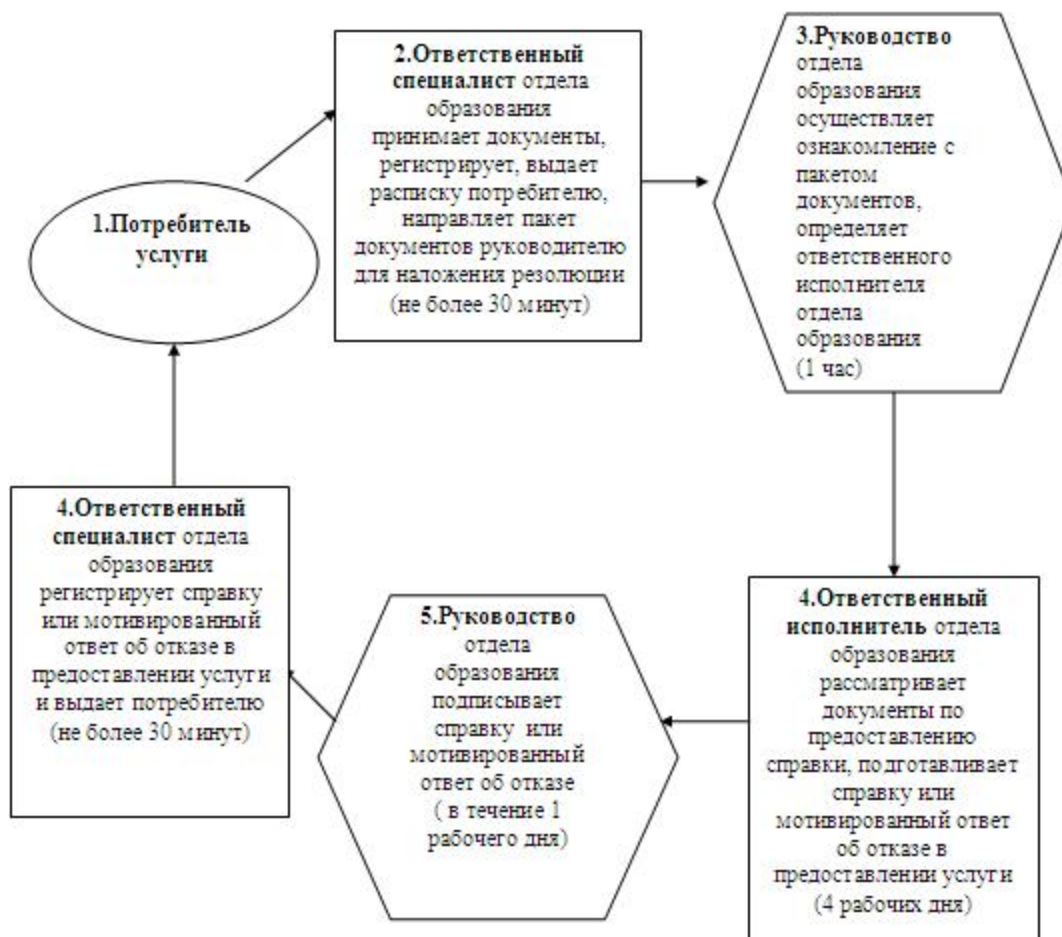 1.Потребитель
услуги
2.Ответственный
специалист отдела
образования
принимает документы,
регистрирует, выдает
расписку потребителю,
направляет пакет
документов руководителю
для наложения резолюции
(не более 30 минут)
3.Руководство
отдела
образования
осуществляет
ознакомление с
пакетом
документов,
определяет
ответственного
исполнителя
отдела
образования
(1 час)
4.Ответственный
исполнитель отдела
образования
рассматривает
документы по
предоставлению
справки, подготавливает
справку или
мотивированный ответ
об отказе в
предоставлении услуги
(4 рабочих дня)
5.Руководство
отдела
образования
подписывает
справку или
мотивированный
ответ об отказе
( в течение 1
рабочего дня)
4.Ответственный
специалист отдела
образования
регистрирует справку
или мотивированный
ответ об отказе в
предоставлении услуги
и выдает потребителю
(не более 30 минут)